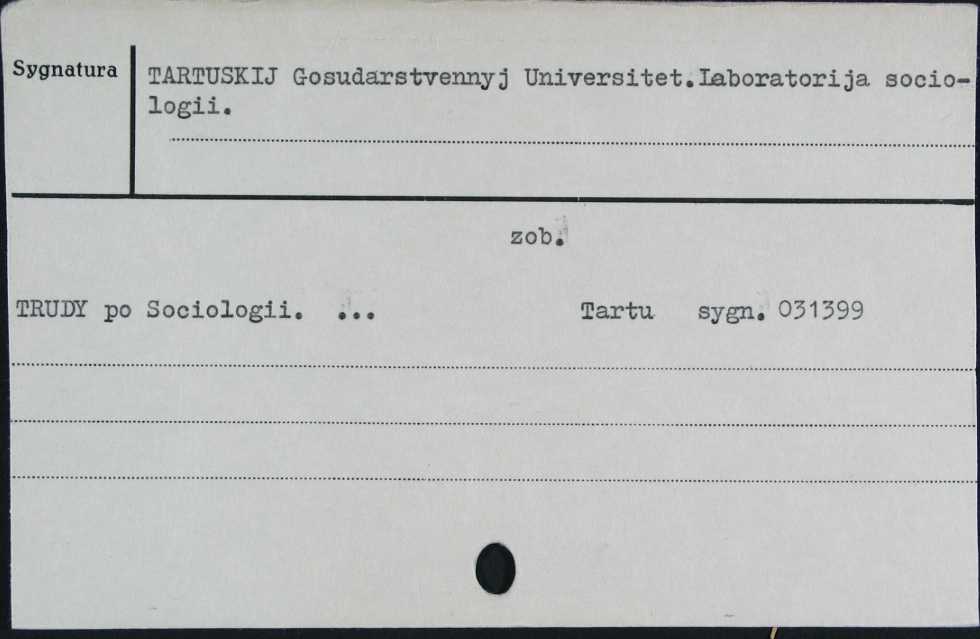 Sygnatura
TARTUSKIJ Gosudarstvennyj Universitet.Laboratorija socio-
logii.
zob.
TRUDY po Sociologii. ... Tartu sygn. 031399